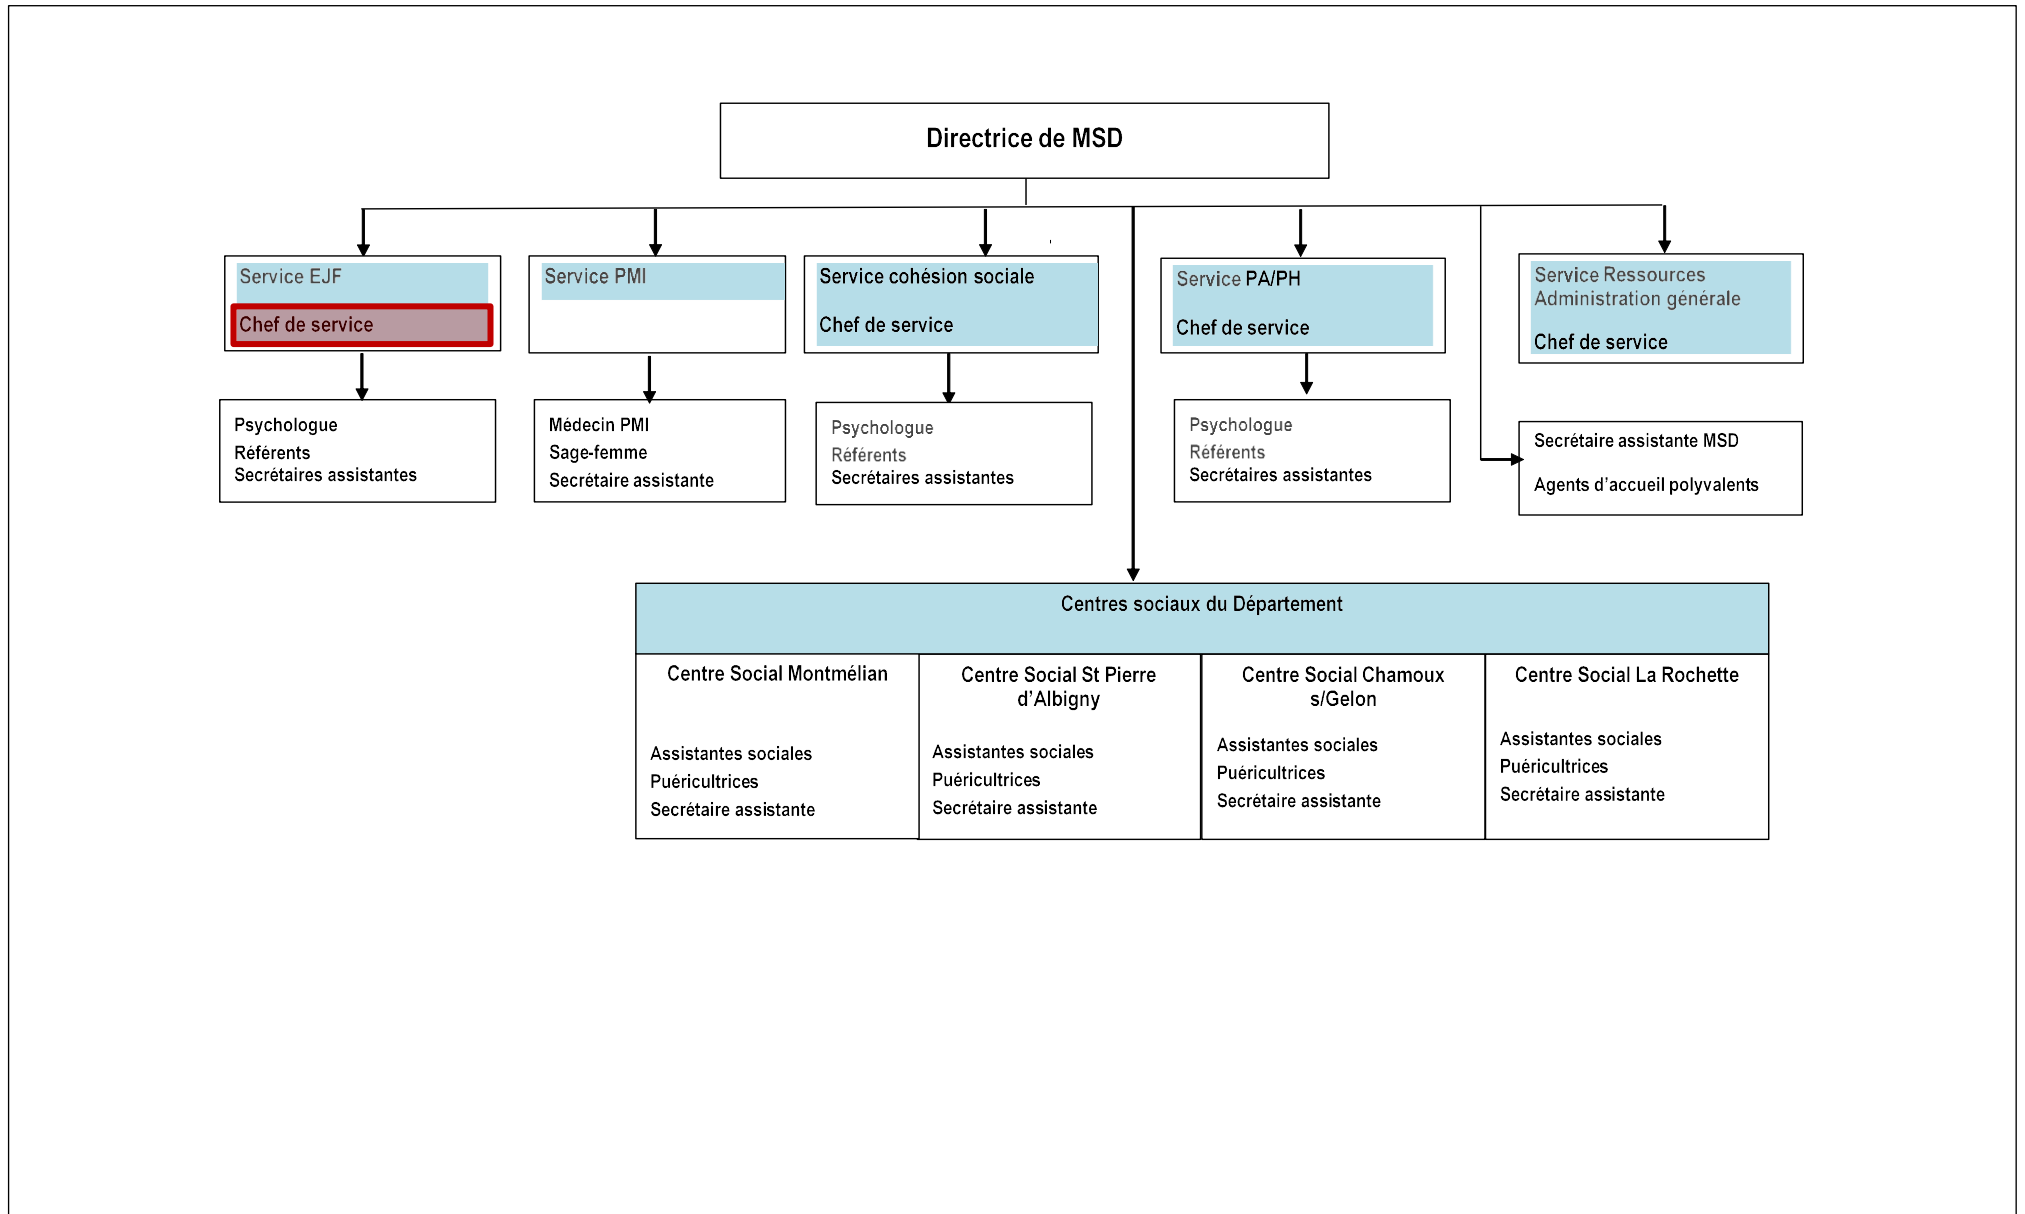 Directrice de MSD
Service EJF
Chef de service
Service PMI
Service cohésion sociale
Chef de service
Service PA/PH
Chef de service
Service Ressources
Administration générale
Chef de service
Psychologue
Référents
Secrétaires assistantes
Médecin PMI
Sage-femme
Secrétaire assistante
Psychologue
Référents
Secrétaires assistantes
Psychologue
Référents
Secrétaires assistantes
Secrétaire assistante MSD
Agents d’accueil polyvalents
Centres sociaux du Département
Centre Social Montmélian
Assistantes sociales
Puéricultrices
Secrétaire assistante
Centre Social St Pierre
d’Albigny
Assistantes sociales
Puéricultrices
Secrétaire assistante
Centre Social Chamoux
s/Gelon
Assistantes sociales
Puéricultrices
Secrétaire assistante
Centre Social La Rochette
Assistantes sociales
Puéricultrices
Secrétaire assistante